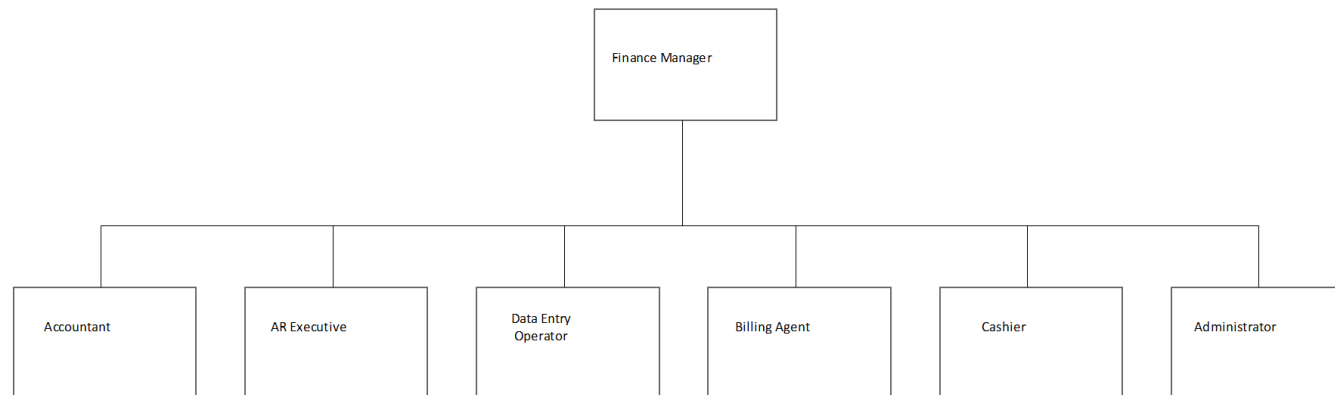 Finance Manager
Accountant
AR Executive
Data Entry
Operator
Billing Agent
Cashier
Administrator